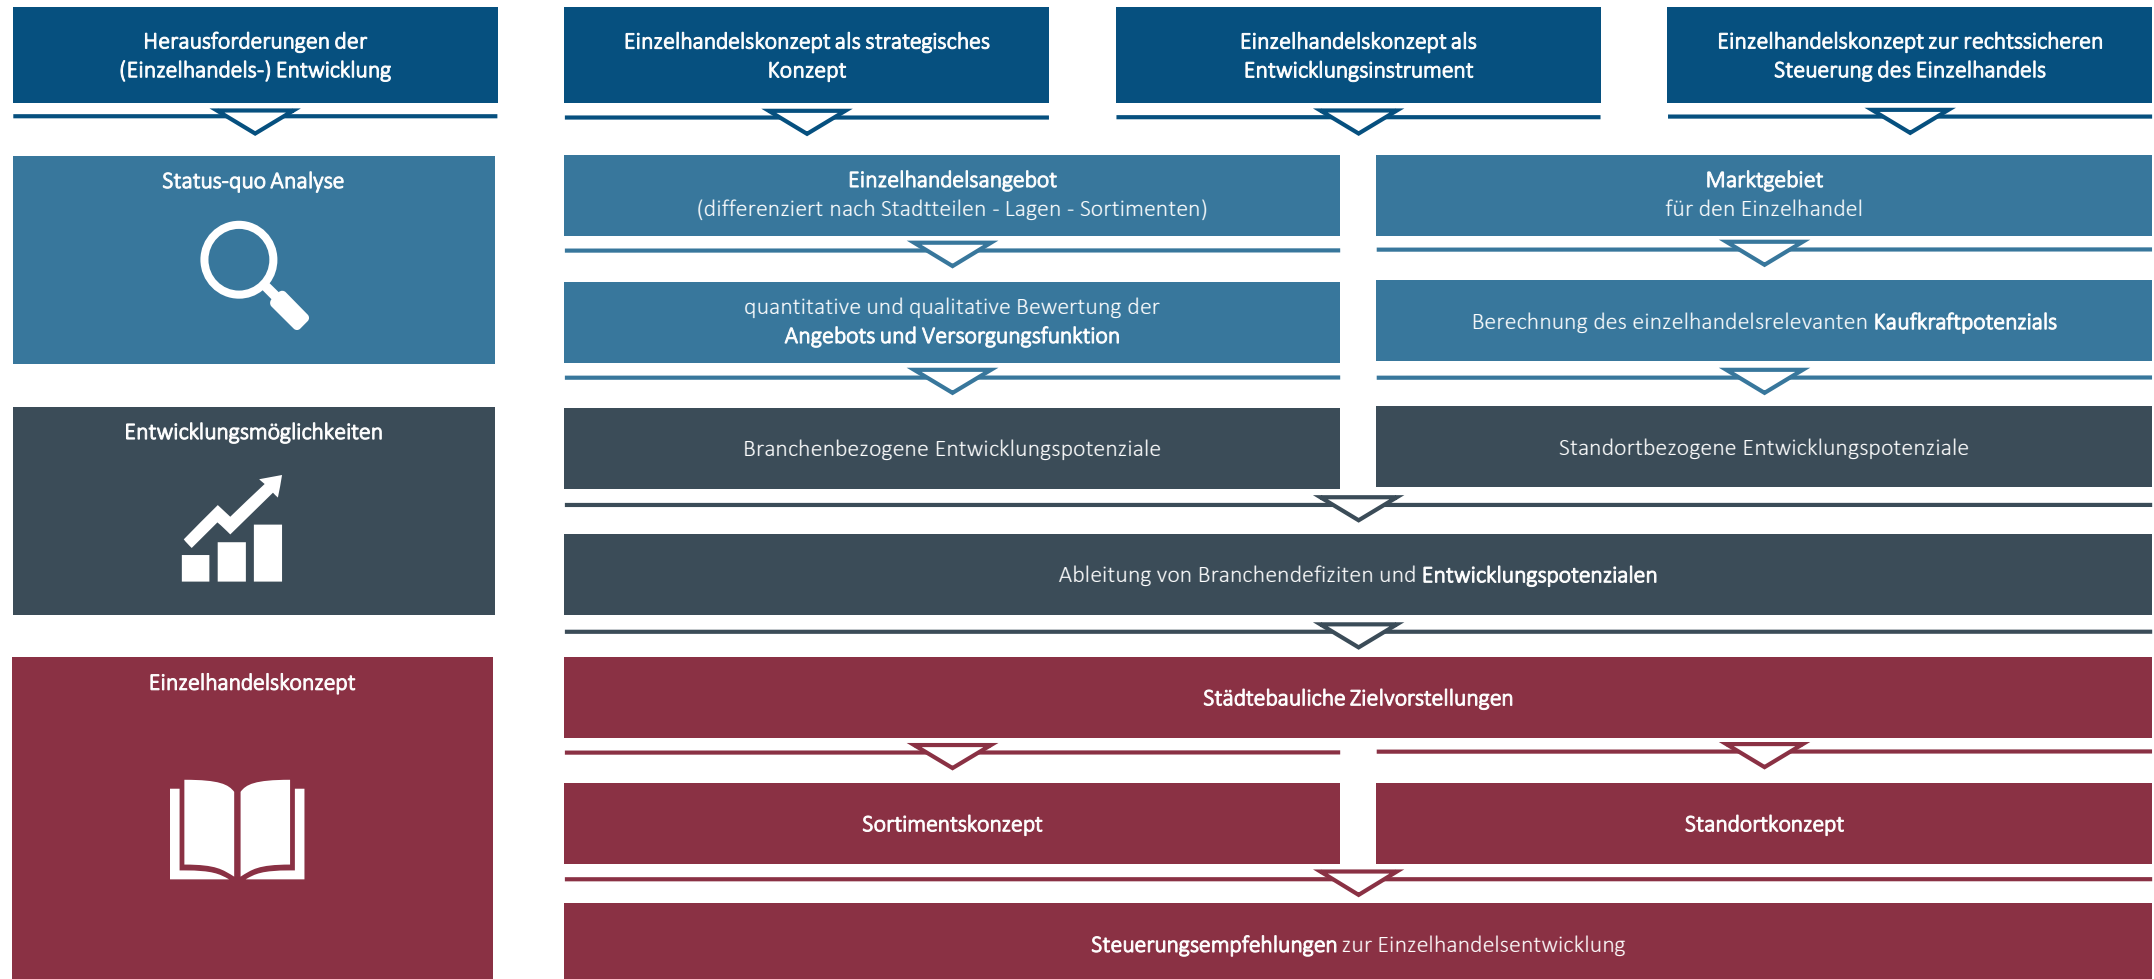 Herausforderungen der
(Einzelhandels-) Entwicklung
Einzelhandelskonzept als strategisches
Konzept
Einzelhandelskonzept als
Entwicklungsinstrument
Einzelhandelskonzept zur rechtssicheren
Steuerung des Einzelhandels
Status-quo Analyse
Einzelhandelsangebot
(differenziert nach Stadtteilen - Lagen - Sortimenten)
Marktgebiet
für den Einzelhandel
quantitative und qualitative Bewertung der
Angebots und Versorgungsfunktion
Berechnung des einzelhandelsrelevanten Kaufkraftpotenzials
Entwicklungsmöglichkeiten
Branchenbezogene Entwicklungspotenziale
Standortbezogene Entwicklungspotenziale
Ableitung von Branchendefiziten und Entwicklungspotenzialen
Einzelhandelskonzept
Städtebauliche Zielvorstellungen
Sortimentskonzept
Standortkonzept
Steuerungsempfehlungen zur Einzelhandelsentwicklung